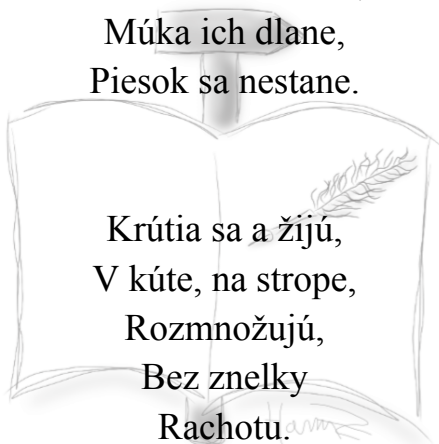 Múka ich dlane,
Piesok sa nestane.
Krútia sa a žijú,
V kúte, na strope,
Rozmnožujú,
Bez znelky
Rachotu.